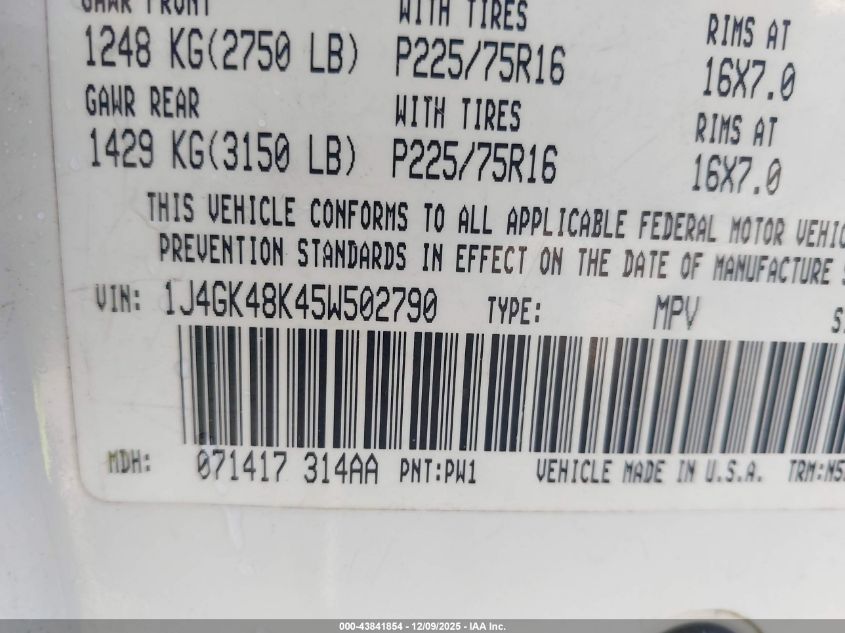 GAWR FRONT WITH TIRES RIMS AT
1248 KG(2750 LB) P225/75R16 16X7.0
GAWR REAR WITH TIRES RIMS AT
1429 KG(3150 LB) P225/75R16 16X7.0
THIS VEHICLE CONFORMS TO ALL APPLICABLE FEDERAL MOTOR VEHIC
PREVENTION STANDARDS IN EFFECT ON THE DATE OF MANUFACTURE
VIN: 1J4GK48K45W502790 TYPE: MPV
MDH: 071417 314AA PNT:PW1 VEHICLE MADE IN U.S.A.
000-43841854 - 12/09/2025 - IAA Inc.